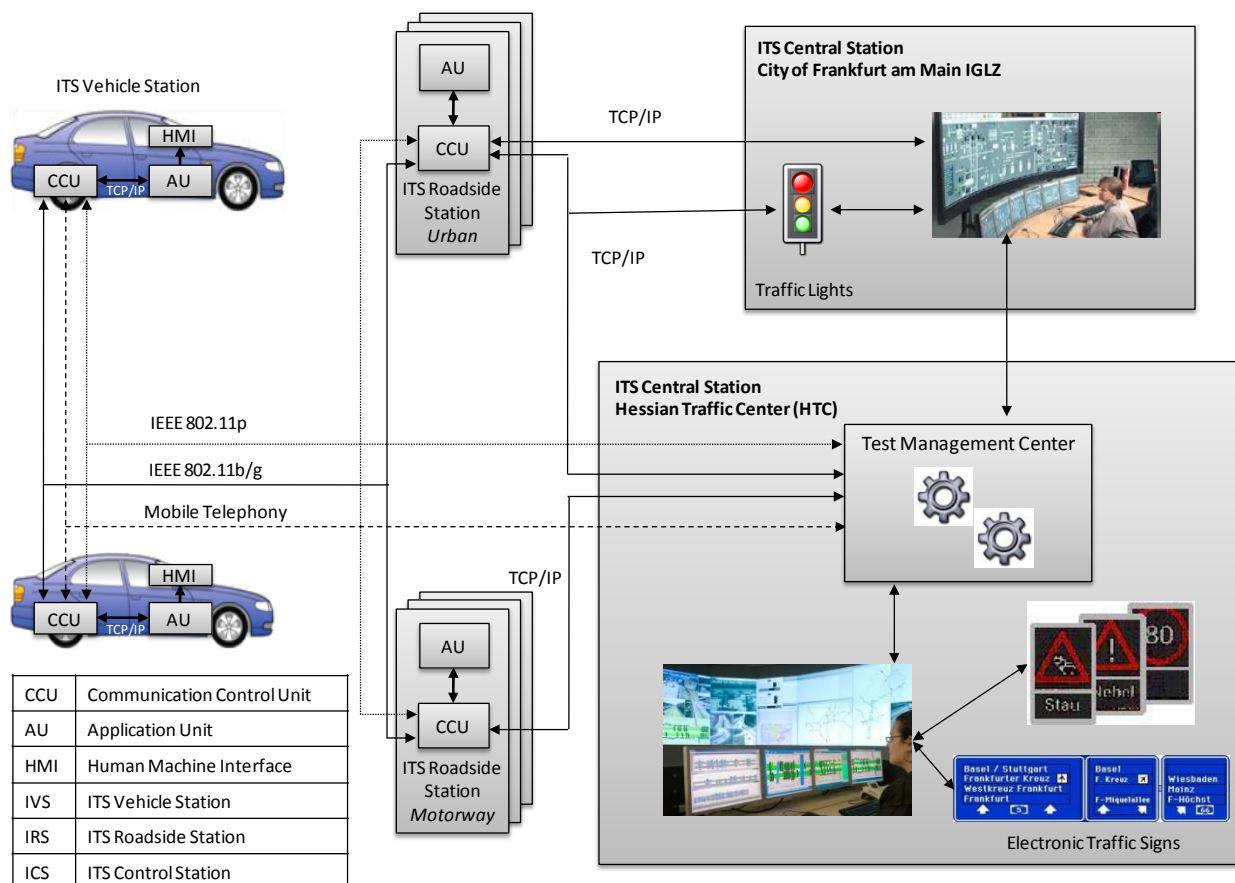 ITS Vehicle Station
HMI
CCU
TCP/IP
AU
AU
CCU
ITS Roadside
Station
Urban
TCP/IP
TCP/IP
ITS Central Station
City of Frankfurt am Main IGLZ
Traffic Lights
IEEE 802.11p
IEEE 802.11b/g
Mobile Telephony
HMI
CCU
TCP/IP
AU
TCP/IP
AU
CCU
ITS Roadside
Station
Motorway
ITS Central Station
Hessian Traffic Center (HTC)
Test Management Center
Stau
Nebel
80
Basel / Stuttgart
Frankfurter Kreuz
Westkreuz Frankfurt
Frankfurt
5
Basel
F. Kreuz
F-Miquelallee
Wiesbaden
Mainz
F-Höchst
66
Electronic Traffic Signs
CCU Communication Control Unit
AU Application Unit
HMI Human Machine Interface
IVS ITS Vehicle Station
IRS ITS Roadside Station
ICS ITS Control Station